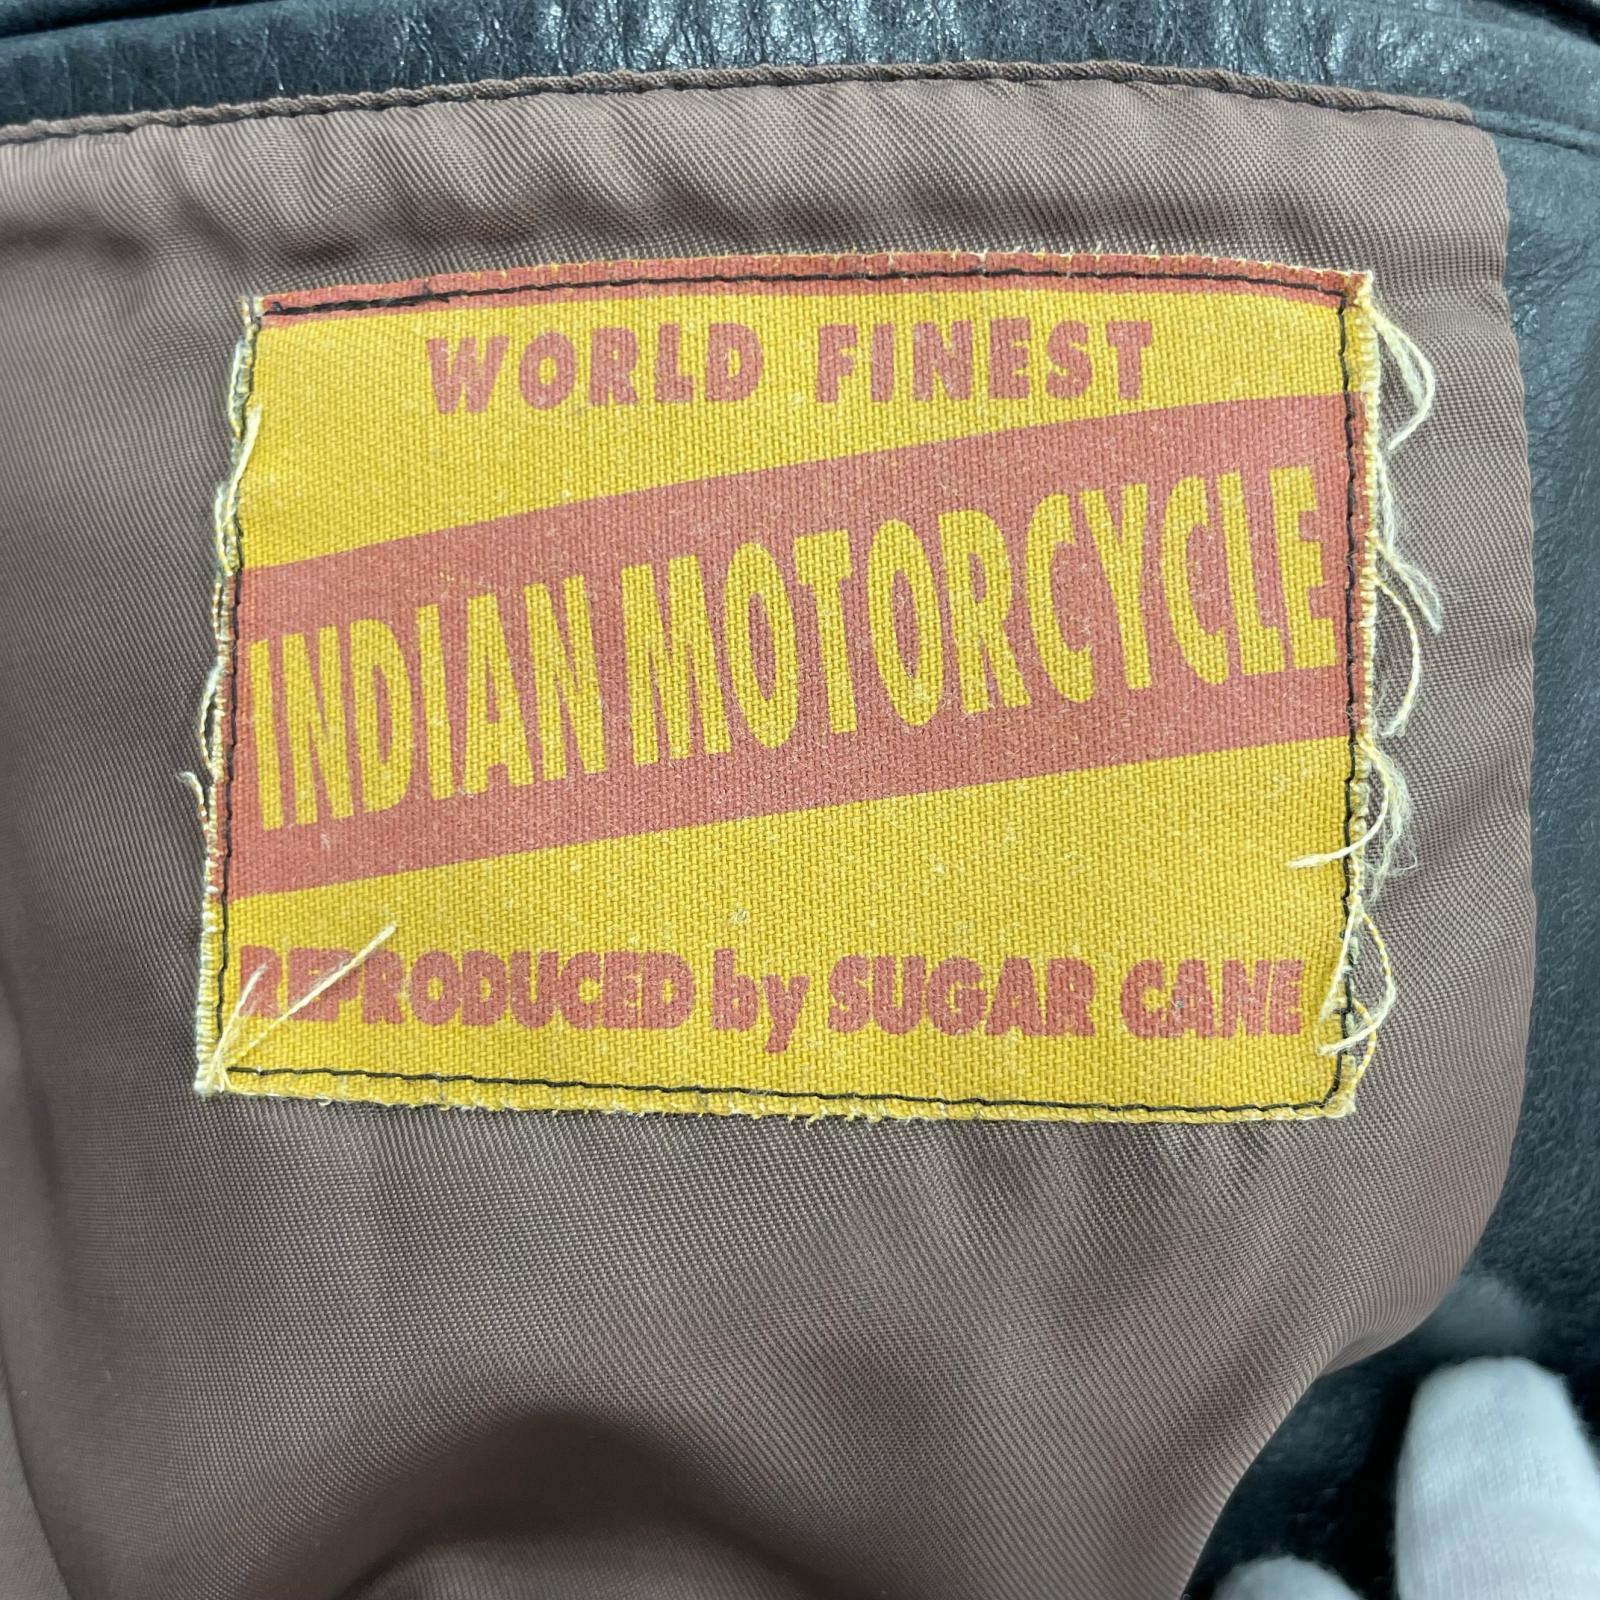 WORLD FINEST
INDIAN MOTORCYCLE
REPRODUCED by SUGAR CANE